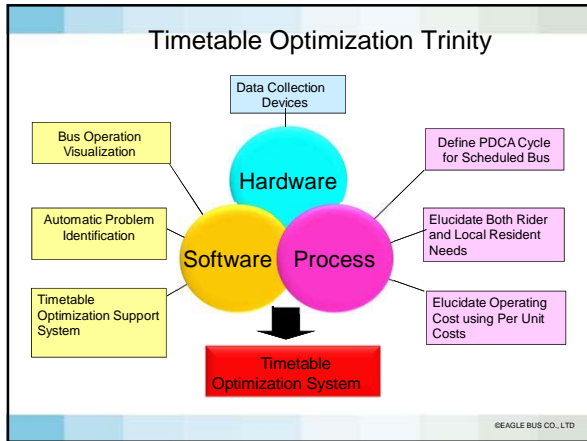 Timetable Optimization Trinity
Data Collection
Devices
Bus Operation
Visualization
Define PDCA Cycle
for Scheduled Bus
Hardware
Automatic Problem
Identification
Elucidate Both Rider
and Local Resident
Needs
Software
Process
Timetable
Optimization Support
System
Elucidate Operating
Cost using Per Unit
Costs
Timetable
Optimization System
©EAGLE BUS CO., LTD